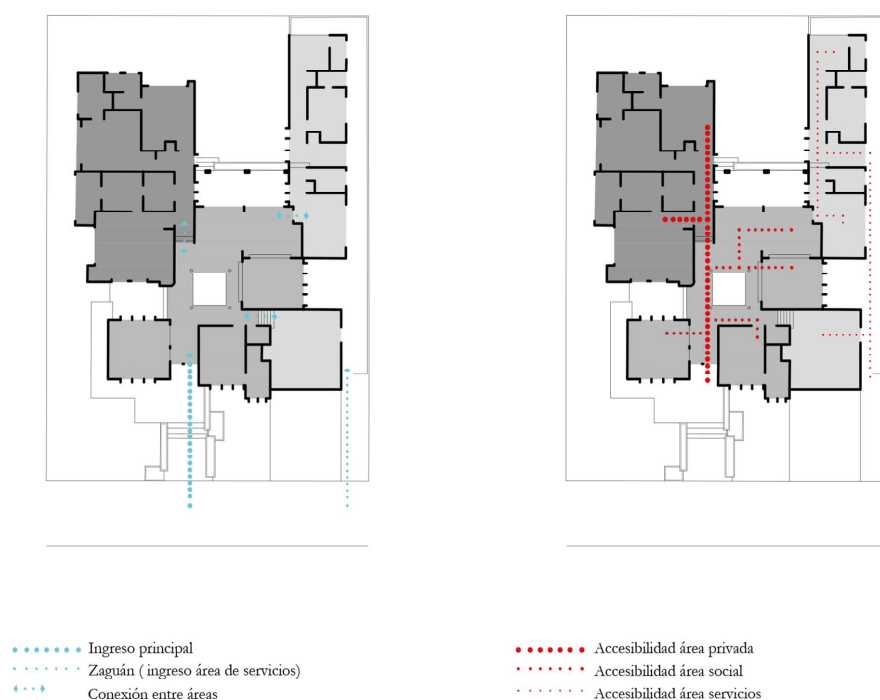 Ingreso principal
Zaguán ( ingreso área de servicios)
Conexión entre áreas
Accesibilidad área privada
Accesibilidad área social
Accesibilidad área servicios